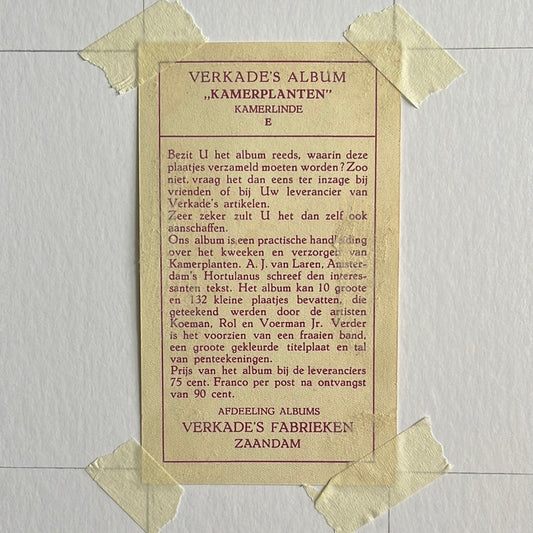 VERKADE'S ALBUM
„KAMERPLANTEN"
KAMERLINDE
E
Bezit U het album reeds, waarin deze
plaatjes verzameld moeten worden? Zoo
niet, vraag het dan eens ter inzage bij
vrienden of bij Uw leverancier van
Verkade's artikelen.
Zeer zeker zult U het dan zelf ook
aanschaffen.
Ons album is een practische handleiding
over het kweeken en verzorgen van
Kamerplanten. A. J. van Laren, Amster-
dam's Hortulanus schreef den interes-
santen tekst. Het album kan 10 groote
en 132 kleine plaatjes bevatten, die
geteekend werden door de artisten
Koeman, Rol en Voerman Jr. Verder
is het voorzien van een fraaien band,
een groote gekleurde titelplaat en tal
van penteekeningen.
Prijs van het album bij de leveranciers
75 cent. Franco per post na ontvangst
van 90 cent.
AFDEELING ALBUMS
VERKADE'S FABRIEKEN
ZAANDAM